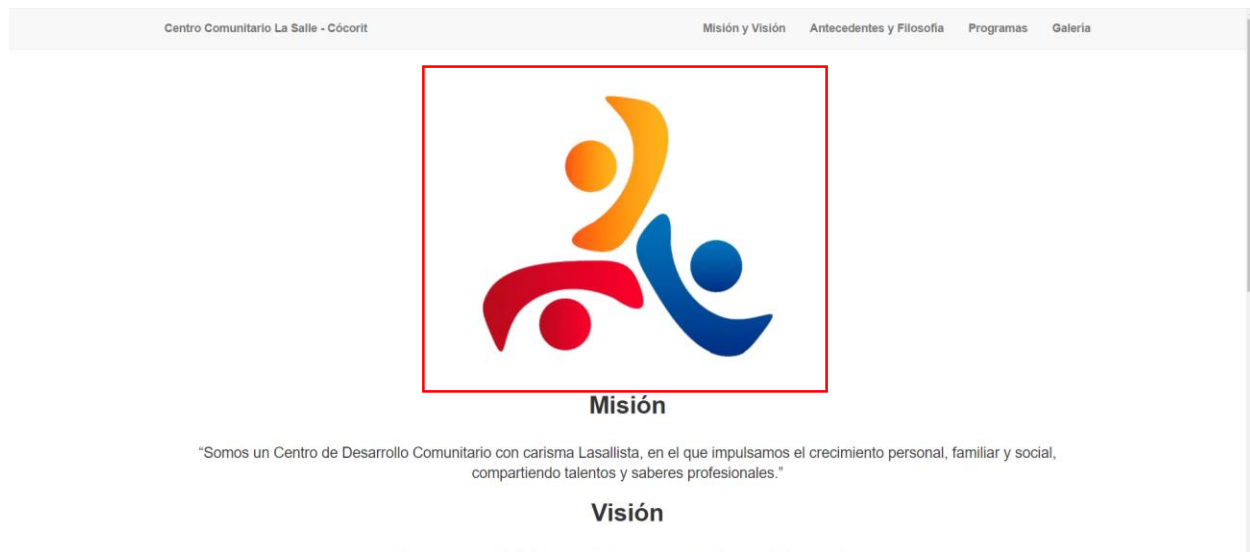 Centro Comunitario La Salle - Cócorit
Misión y Visión Antecedentes y Filosofía Programas Galería
Misión
“Somos un Centro de Desarrollo Comunitario con carisma Lasallista, en el que impulsamos el crecimiento personal, familiar y social,
compartiendo talentos y saberes profesionales.”
Visión